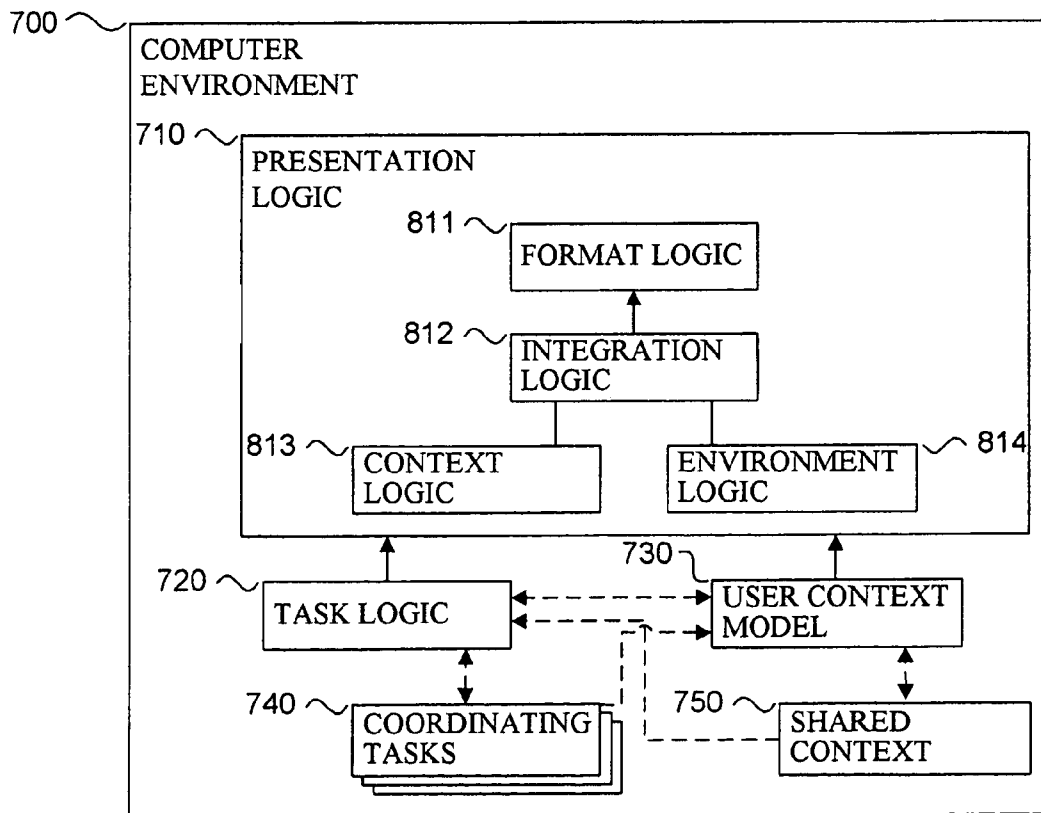 700
COMPUTER
ENVIRONMENT
710
PRESENTATION
LOGIC
811
FORMAT LOGIC
812
INTEGRATION
LOGIC
813
CONTEXT
LOGIC
ENVIRONMENT
LOGIC
814
720
TASK LOGIC
730
USER CONTEXT
MODEL
740
COORDINATING
TASKS
750
SHARED
CONTEXT